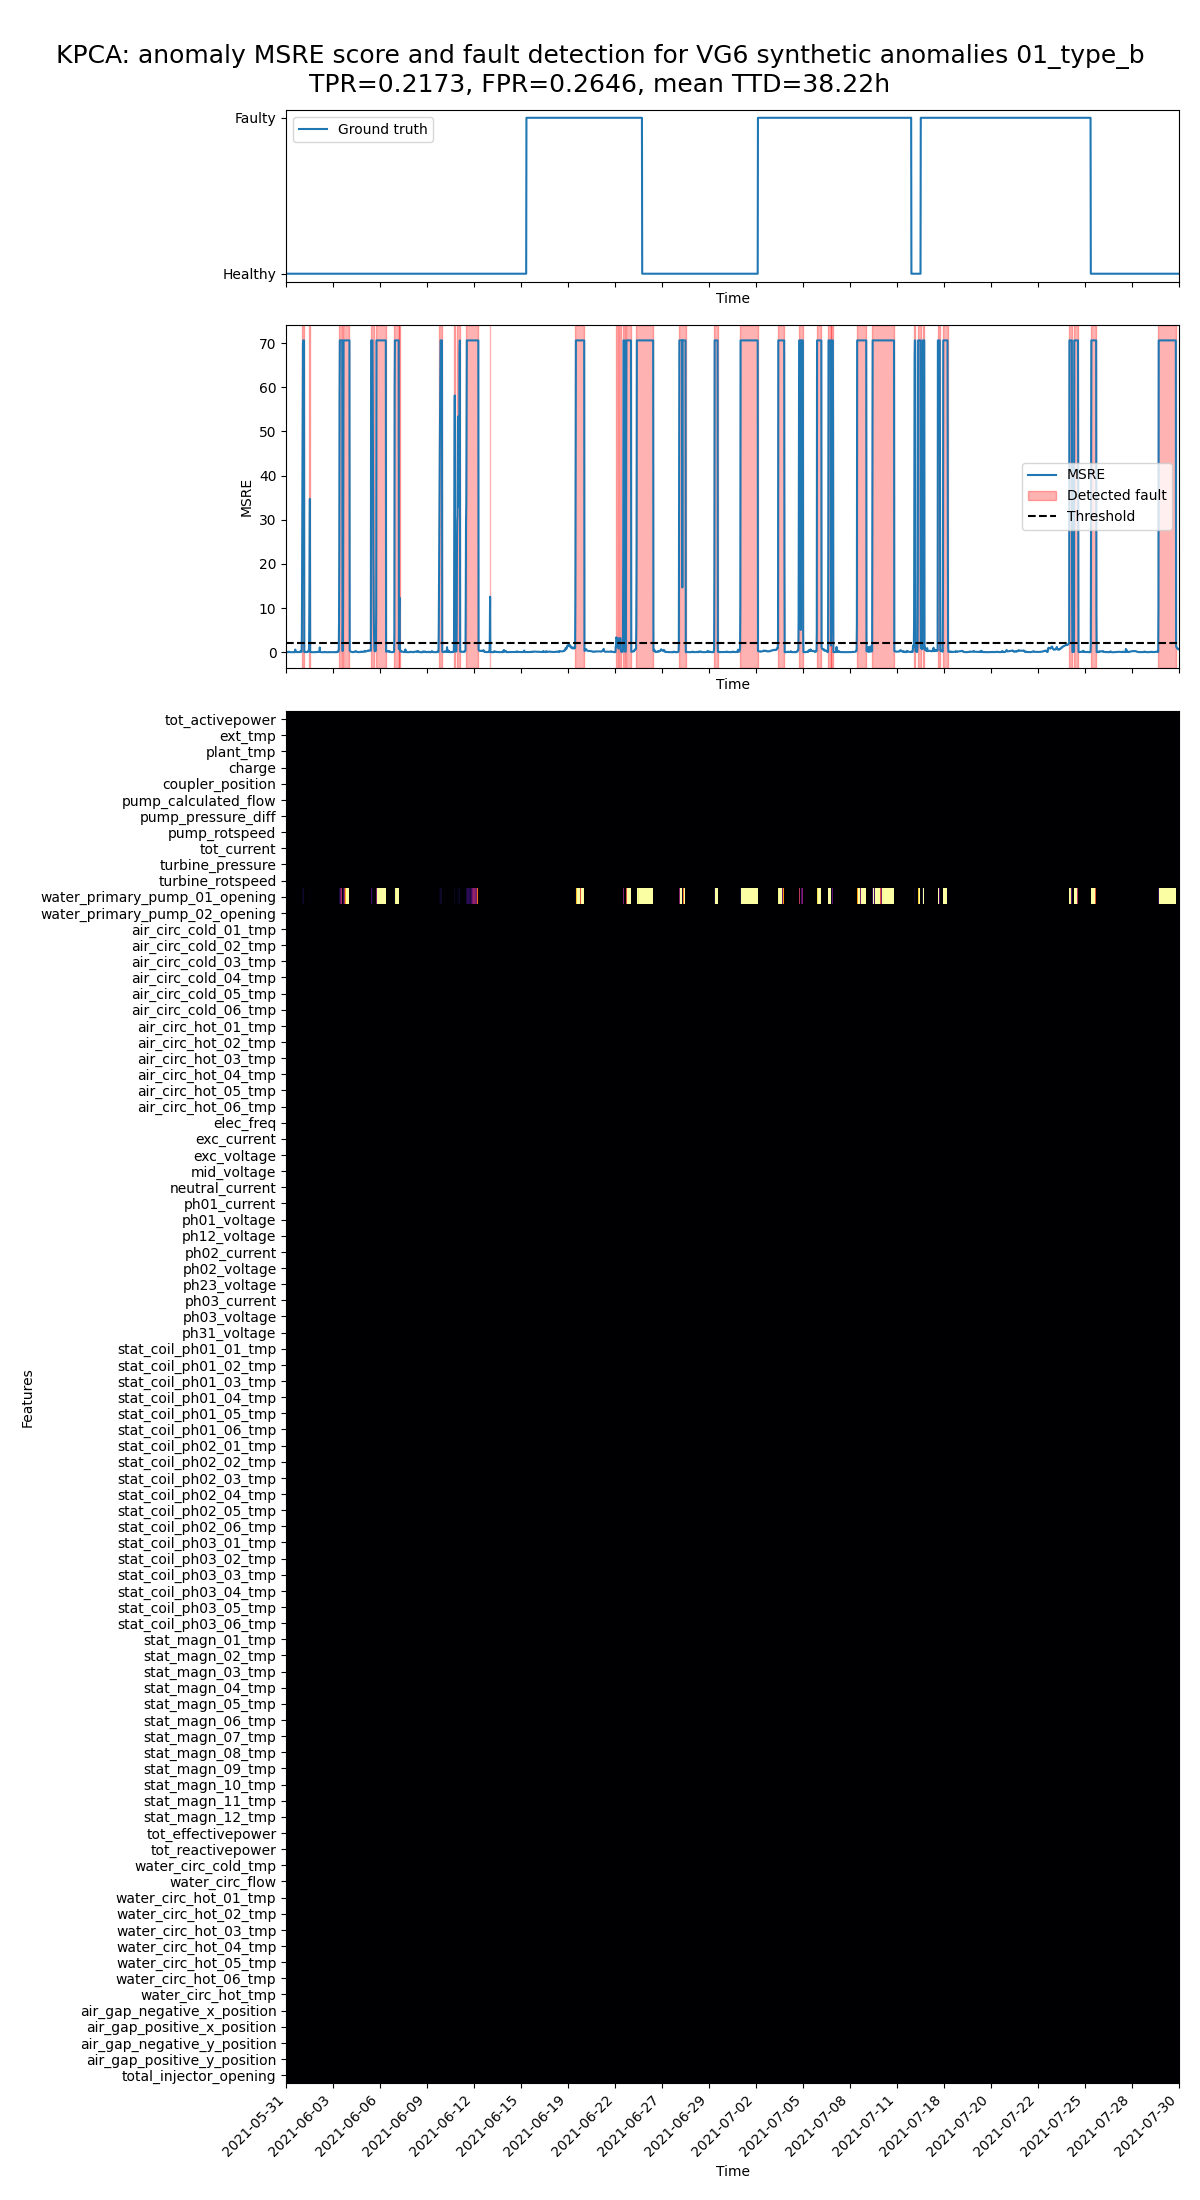 KPCA: anomaly MSRE score and fault detection for VG6 synthetic anomalies 01_type_b
TPR=0.2173, FPR=0.2646, mean TTD=38.22h
Faulty
Healthy
Ground truth
Time
70
60
50
40
30
20
10
0
MSRE
MSRE
Detected fault
Threshold
Time
Features
tot_activepower
ext_tmp
plant_tmp
charge
coupler_position
pump_calculated_flow
pump_pressure_diff
pump_rotspeed
tot_current
turbine_pressure
turbine_rotspeed
water_primary_pump_01_opening
water_primary_pump_02_opening
air_circ_cold_01_tmp
air_circ_cold_02_tmp
air_circ_cold_03_tmp
air_circ_cold_04_tmp
air_circ_cold_05_tmp
air_circ_cold_06_tmp
air_circ_hot_01_tmp
air_circ_hot_02_tmp
air_circ_hot_03_tmp
air_circ_hot_04_tmp
air_circ_hot_05_tmp
air_circ_hot_06_tmp
elec_freq
exc_current
exc_voltage
mid_voltage
neutral_current
ph01_current
ph01_voltage
ph12_voltage
ph02_current
ph02_voltage
ph23_voltage
ph03_current
ph03_voltage
ph31_voltage
stat_coil_ph01_01_tmp
stat_coil_ph01_02_tmp
stat_coil_ph01_03_tmp
stat_coil_ph01_04_tmp
stat_coil_ph01_05_tmp
stat_coil_ph01_06_tmp
stat_coil_ph02_01_tmp
stat_coil_ph02_02_tmp
stat_coil_ph02_03_tmp
stat_coil_ph02_04_tmp
stat_coil_ph02_05_tmp
stat_coil_ph02_06_tmp
stat_coil_ph03_01_tmp
stat_coil_ph03_02_tmp
stat_coil_ph03_03_tmp
stat_coil_ph03_04_tmp
stat_coil_ph03_05_tmp
stat_coil_ph03_06_tmp
stat_magn_01_tmp
stat_magn_02_tmp
stat_magn_03_tmp
stat_magn_04_tmp
stat_magn_05_tmp
stat_magn_06_tmp
stat_magn_07_tmp
stat_magn_08_tmp
stat_magn_09_tmp
stat_magn_10_tmp
stat_magn_11_tmp
stat_magn_12_tmp
tot_effectivepower
tot_reactivepower
water_circ_cold_tmp
water_circ_flow
water_circ_hot_01_tmp
water_circ_hot_02_tmp
water_circ_hot_03_tmp
water_circ_hot_04_tmp
water_circ_hot_05_tmp
water_circ_hot_06_tmp
water_circ_hot_tmp
air_gap_negative_x_position
air_gap_positive_x_position
air_gap_negative_y_position
air_gap_positive_y_position
total_injector_opening
2021-05-31
2021-06-03
2021-06-06
2021-06-09
2021-06-12
2021-06-15
2021-06-19
2021-06-22
2021-06-27
2021-06-29
2021-07-02
2021-07-05
2021-07-08
2021-07-11
2021-07-18
2021-07-20
2021-07-22
2021-07-25
2021-07-28
2021-07-30
Time